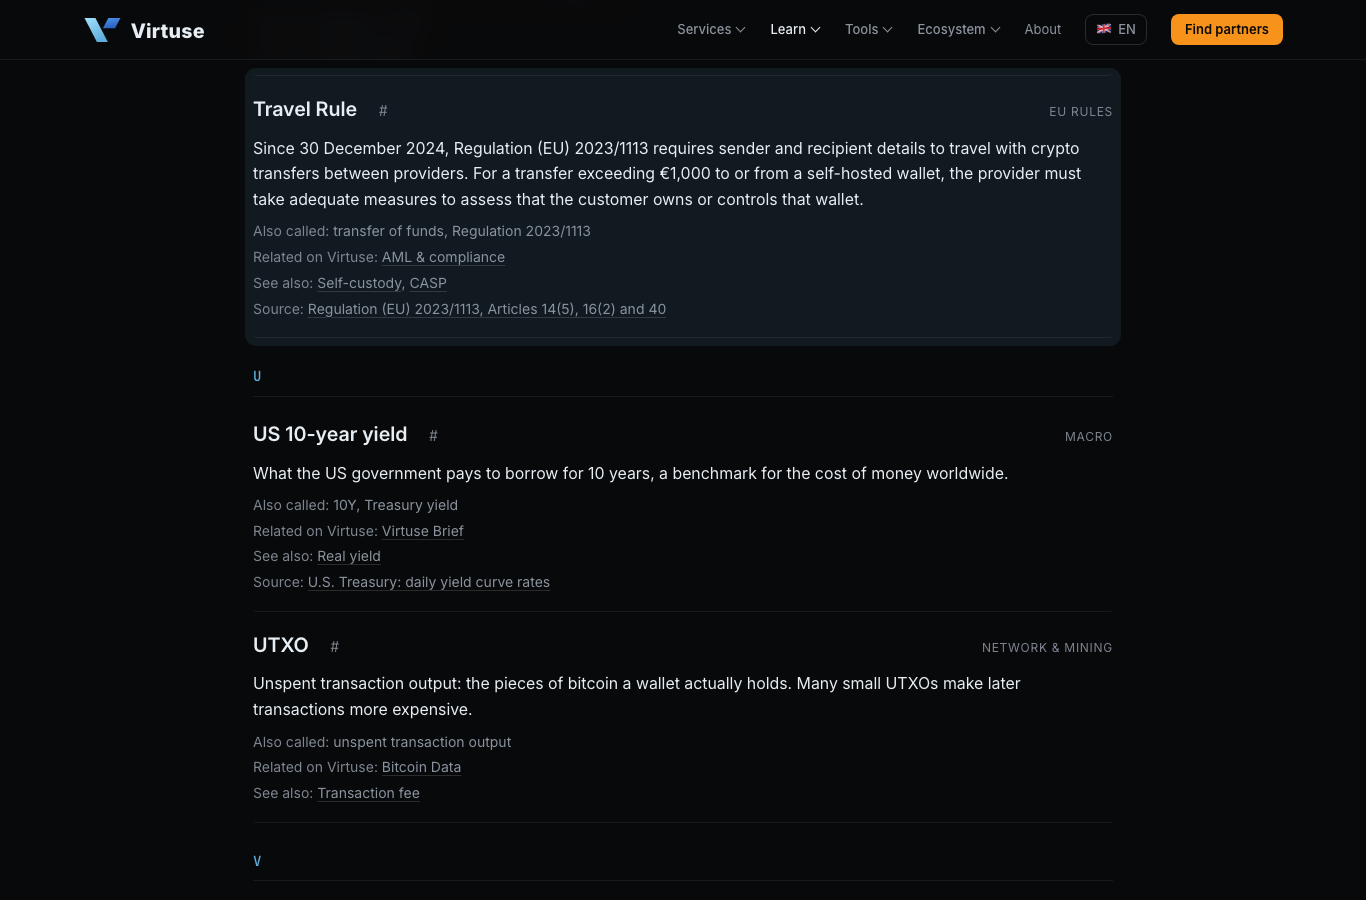 Virtuse
Services
Learn
Tools
Ecosystem
About
EN
Find partners
Travel Rule #
EU RULES
Since 30 December 2024, Regulation (EU) 2023/1113 requires sender and recipient details to travel with crypto
transfers between providers. For a transfer exceeding €1,000 to or from a self-hosted wallet, the provider must
take adequate measures to assess that the customer owns or controls that wallet.
Also called: transfer of funds, Regulation 2023/1113
Related on Virtuse: AML & compliance
See also: Self-custody, CASP
Source: Regulation (EU) 2023/1113, Articles 14(5), 16(2) and 40
U
US 10-year yield #
MACRO
What the US government pays to borrow for 10 years, a benchmark for the cost of money worldwide.
Also called: 10Y, Treasury yield
Related on Virtuse: Virtuse Brief
See also: Real yield
Source: U.S. Treasury: daily yield curve rates
UTXO #
NETWORK & MINING
Unspent transaction output: the pieces of bitcoin a wallet actually holds. Many small UTXOs make later
transactions more expensive.
Also called: unspent transaction output
Related on Virtuse: Bitcoin Data
See also: Transaction fee
V